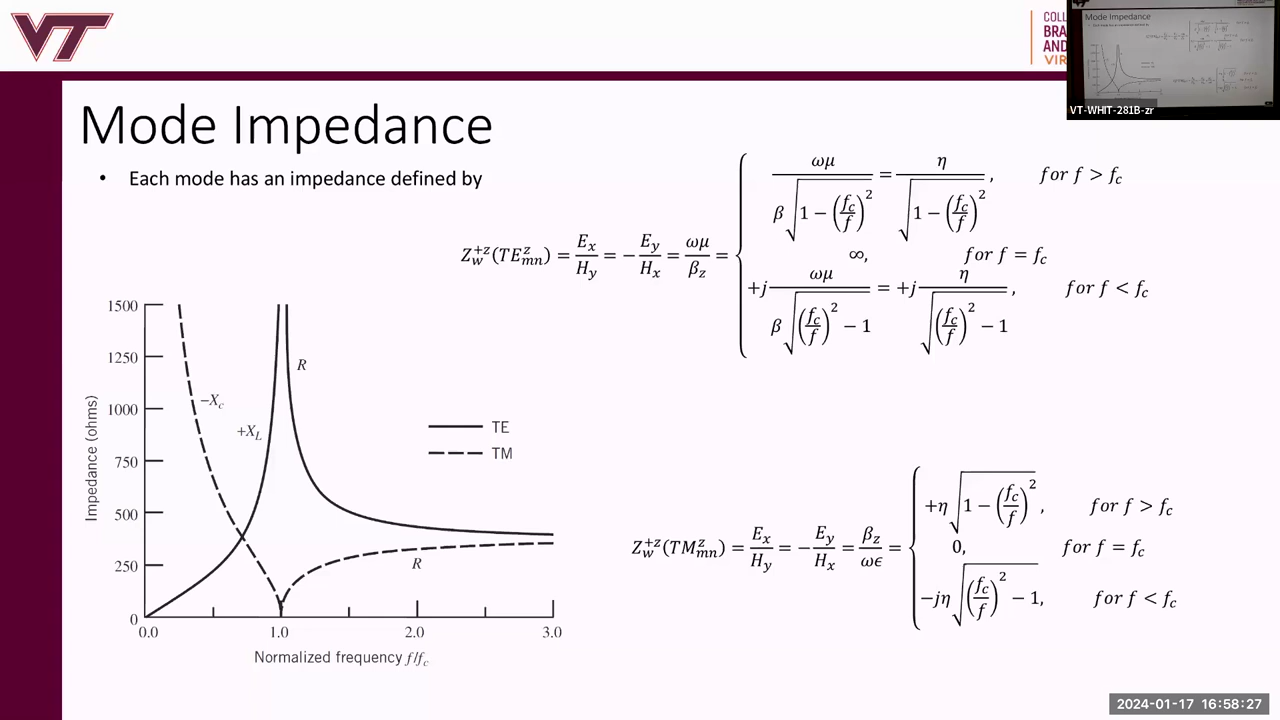 VT
COLL
BRA
AND
VIR
Mode Impedance
VT-WHIT-281B-zr
Mode Impedance
• Each mode has an impedance defined by
Z_w^{+z}(TE_{mn}^z) = E_x/H_y = −E_y/H_x = ωμ/β_z =
ωμ/(β√(1 − (f_c/f)²)) = η/√(1 − (f_c/f)²), for f > f_c
∞, for f = f_c
+j ωμ/(β√((f_c/f)² − 1)) = +j η/√((f_c/f)² − 1), for f < f_c
1500
1250
1000
750
500
250
0
Impedance (ohms)
−X_c
+X_L
R
TE
TM
R
0.0 1.0 2.0 3.0
Normalized frequency f/f_c
Z_w^{+z}(TM_{mn}^z) = E_x/H_y = −E_y/H_x = β_z/ωϵ =
+η√(1 − (f_c/f)²), for f > f_c
0, for f = f_c
−jη√((f_c/f)² − 1), for f < f_c
2024-01-17 16:58:27